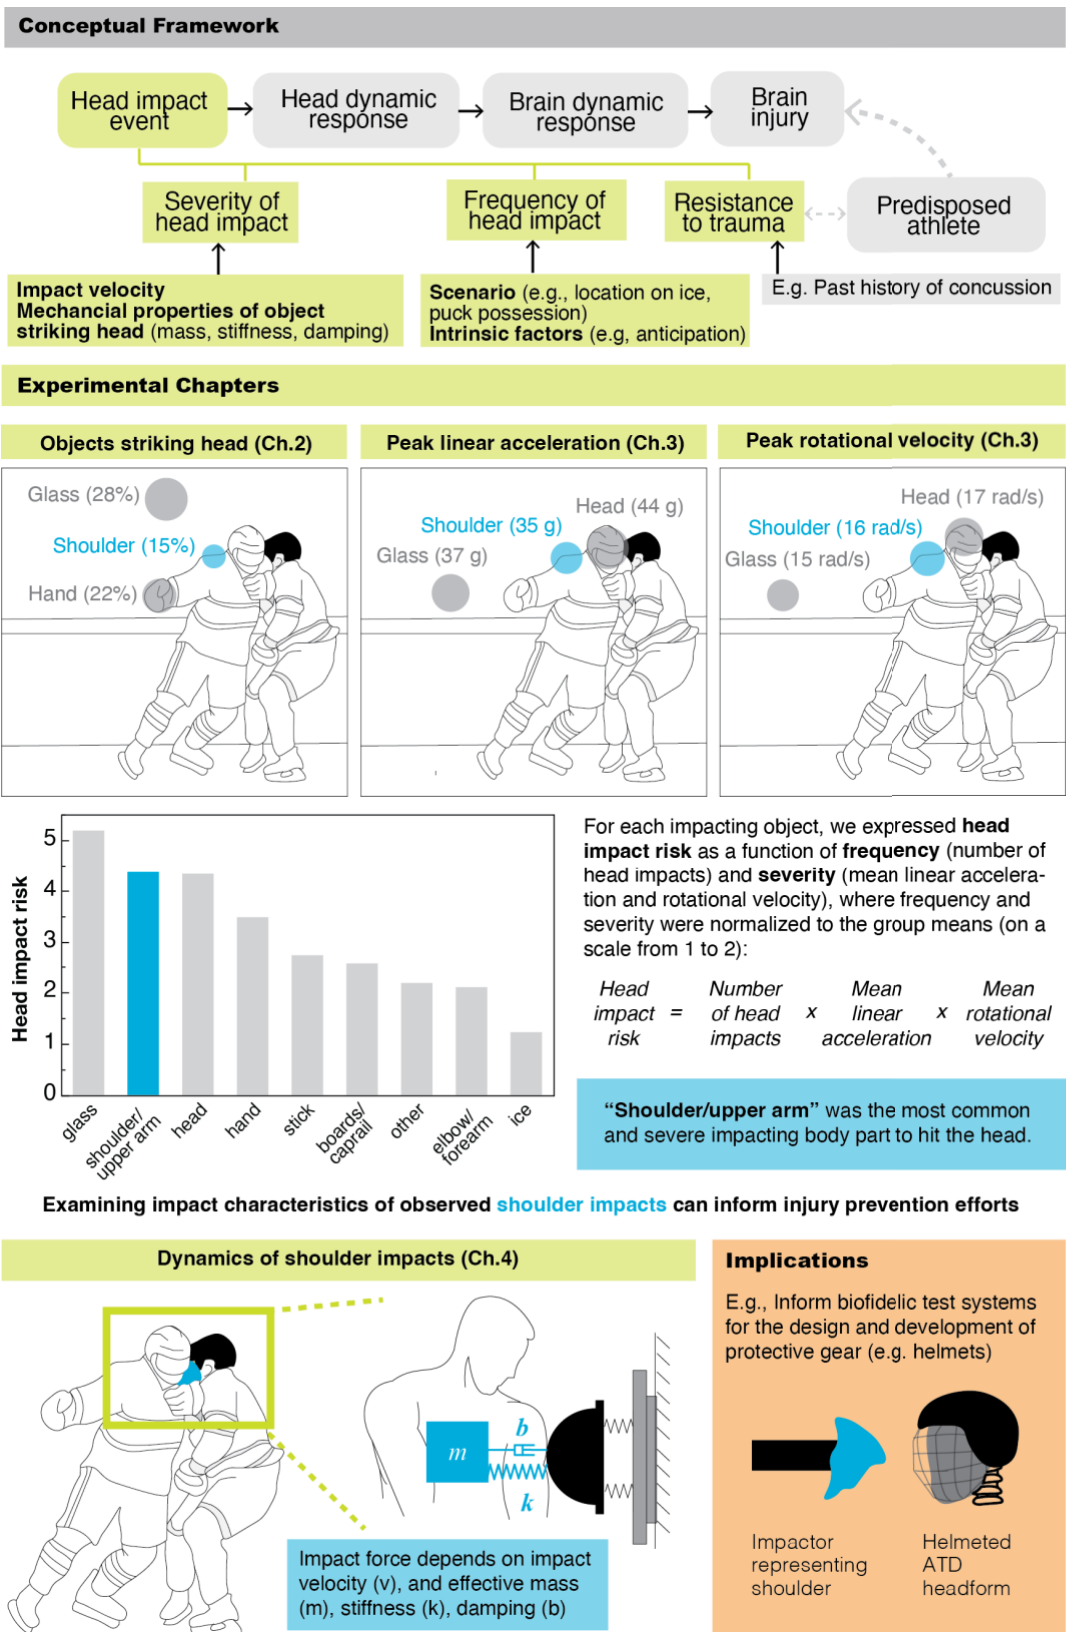 Conceptual Framework
Head impact
event
Head dynamic
response
Brain dynamic
response
Brain
injury
Severity of
head impact
Frequency of
head impact
Resistance
to trauma
Predisposed
athlete
Impact velocity
Mechancial properties of object
striking head (mass, stiffness, damping)
Scenario (e.g., location on ice,
puck possession)
Intrinsic factors (e.g, anticipation)
E.g. Past history of concussion
Experimental Chapters
Objects striking head (Ch.2)
Glass (28%)
Shoulder (15%)
Hand (22%)
Peak linear acceleration (Ch.3)
Head (44 g)
Shoulder (35 g)
Glass (37 g)
Peak rotational velocity (Ch.3)
Head (17 rad/s)
Shoulder (16 rad/s)
Glass (15 rad/s)
Head impact risk
5
4
3
2
1
0
glass
shoulder/
upper arm
head
hand
stick
boards/
caprail
other
elbow/
forearm
ice
For each impacting object, we expressed head
impact risk as a function of frequency (number of
head impacts) and severity (mean linear accelera-
tion and rotational velocity), where frequency and
severity were normalized to the group means (on a
scale from 1 to 2):
Head Number Mean Mean
impact = of head x linear x rotational
risk impacts acceleration velocity
“Shoulder/upper arm” was the most common
and severe impacting body part to hit the head.
Examining impact characteristics of observed shoulder impacts can inform injury prevention efforts
Dynamics of shoulder impacts (Ch.4)
m
b
k
Impact force depends on impact
velocity (v), and effective mass
(m), stiffness (k), damping (b)
Implications
E.g., Inform biofidelic test systems
for the design and development of
protective gear (e.g. helmets)
Impactor
representing
shoulder
Helmeted
ATD
headform